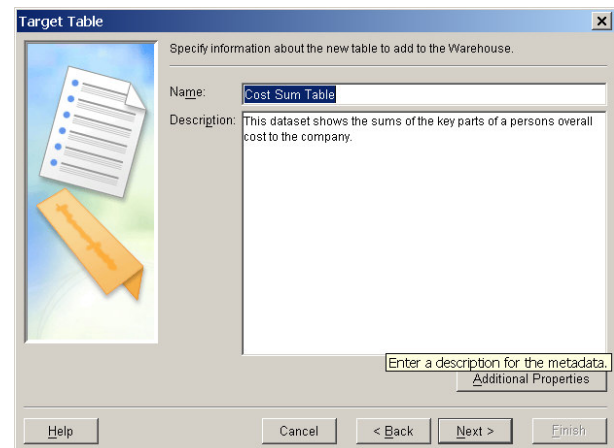 Target Table
Specify information about the new table to add to the Warehouse.
Name:
Cost Sum Table
Description:
This dataset shows the sums of the key parts of a persons overall
cost to the company.
Enter a description for the metadata.
Additional Properties
Help
Cancel
< Back
Next >
Finish